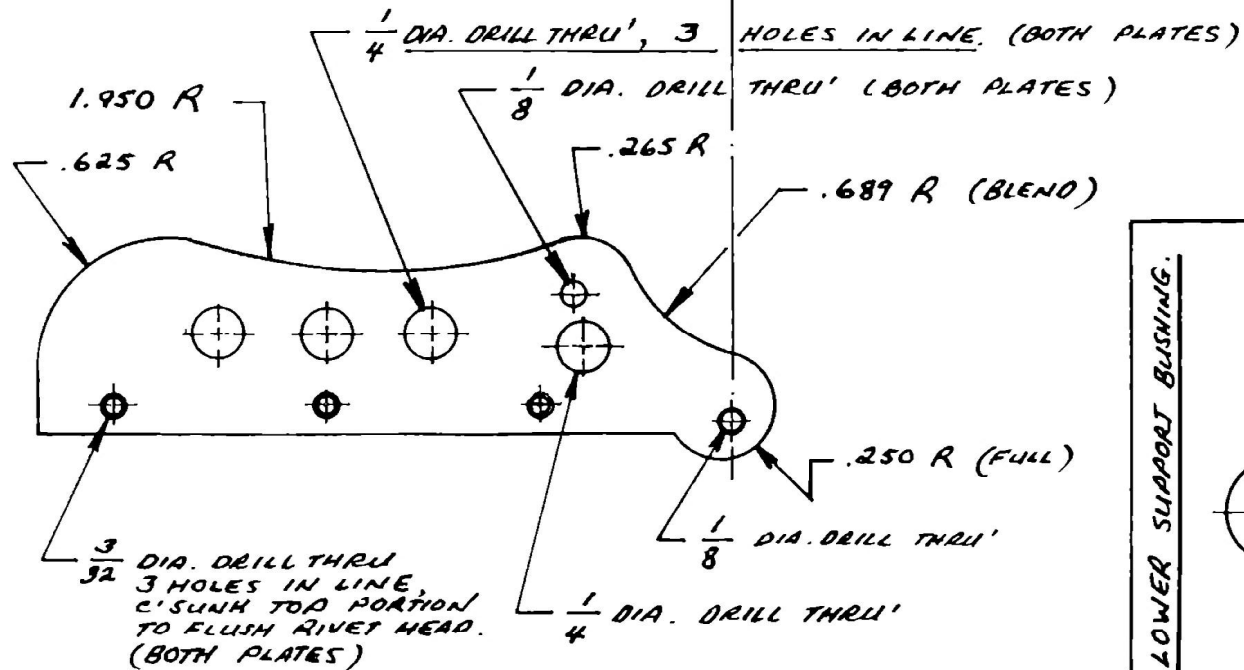 1/4 DIA. DRILL THRU', 3 HOLES IN LINE. (BOTH PLATES)
1/8 DIA. DRILL THRU' (BOTH PLATES)
1.950 R
.625 R
.265 R
.689 R (BLEND)
.250 R (FULL)
1/8 DIA. DRILL THRU'
1/4 DIA. DRILL THRU'
3/32 DIA. DRILL THRU
3 HOLES IN LINE,
C'SUNK TOP PORTION
TO FLUSH RIVET HEAD.
(BOTH PLATES)
LOWER SUPPORT BUSHING.